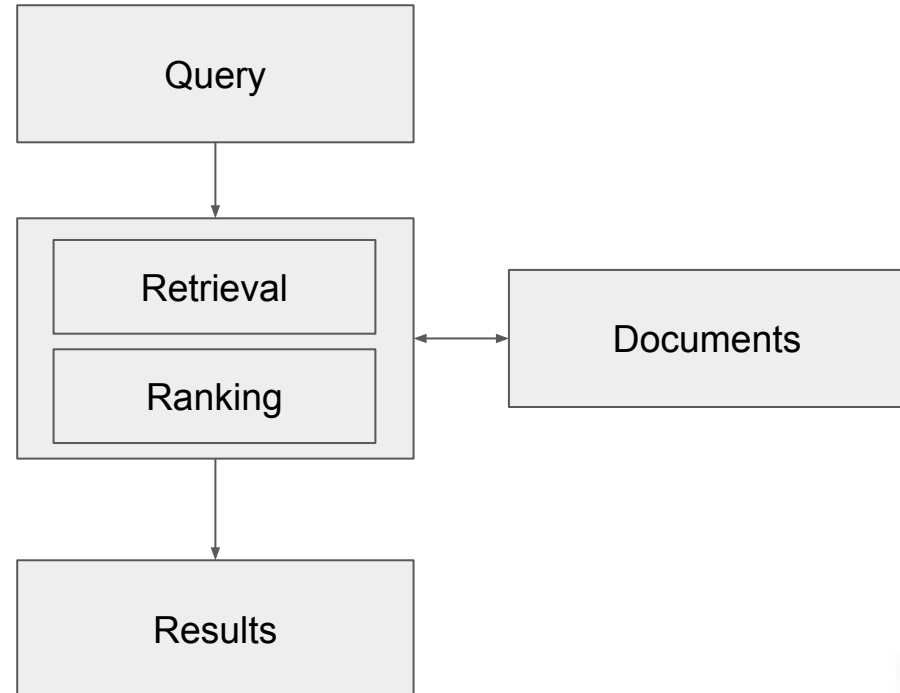 Query
Retrieval
Ranking
Documents
Results